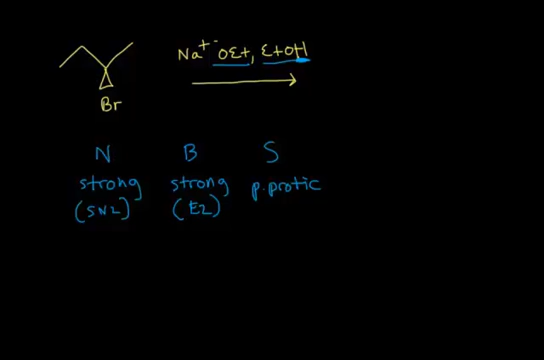 Na⁺ ⁻OEt, EtOH
Br
N B S
strong strong p.protic
(SN2) (E2)